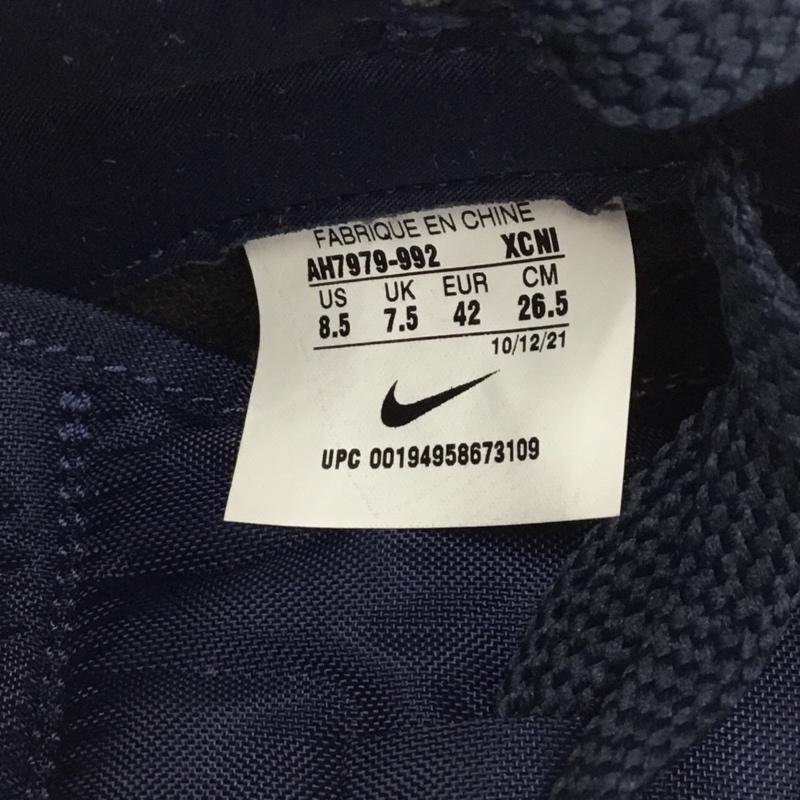 FABRIQUE EN CHINE
AH7979-992 XCNI
US UK EUR CM
8.5 7.5 42 26.5
10/12/21
UPC 00194958673109